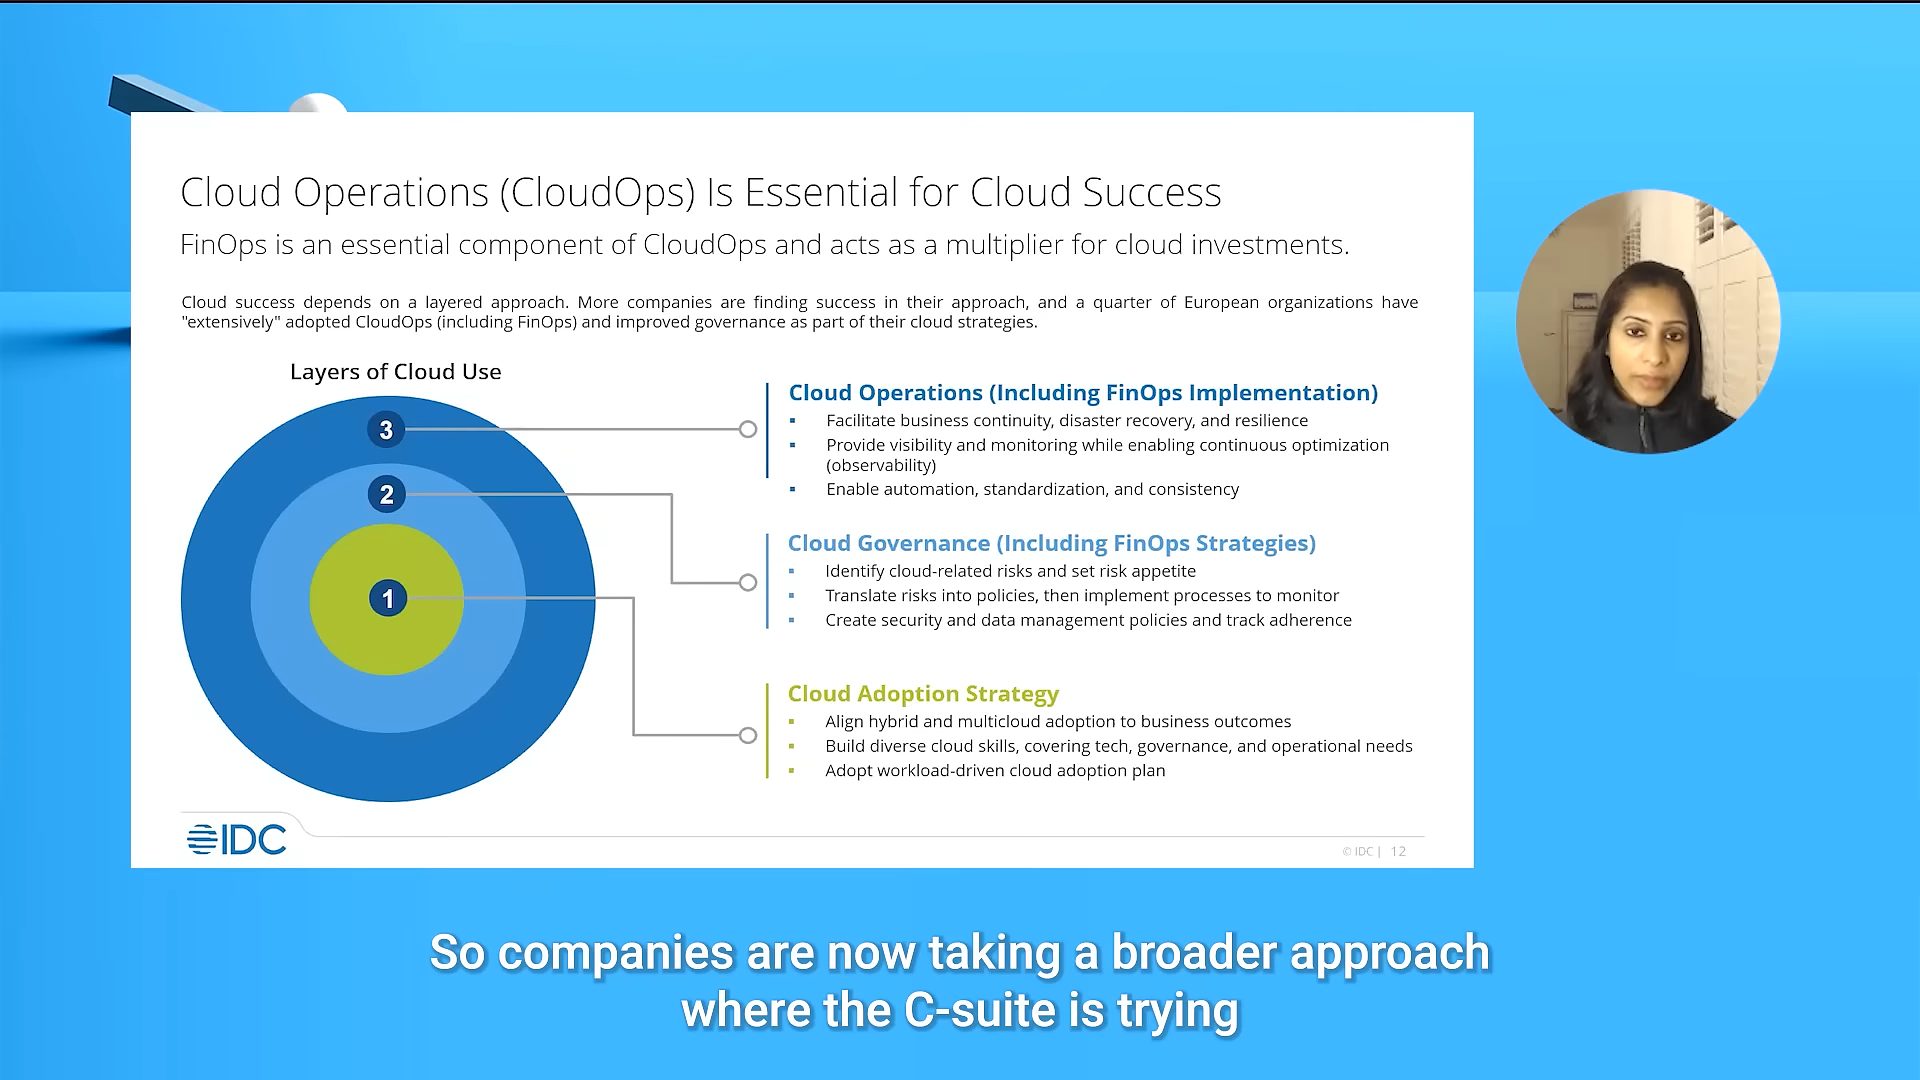 Cloud Operations (CloudOps) Is Essential for Cloud Success
FinOps is an essential component of CloudOps and acts as a multiplier for cloud investments.
Cloud success depends on a layered approach. More companies are finding success in their approach, and a quarter of European organizations have
"extensively" adopted CloudOps (including FinOps) and improved governance as part of their cloud strategies.
Layers of Cloud Use
3
2
1
Cloud Operations (Including FinOps Implementation)
▪ Facilitate business continuity, disaster recovery, and resilience
▪ Provide visibility and monitoring while enabling continuous optimization
(observability)
▪ Enable automation, standardization, and consistency
Cloud Governance (Including FinOps Strategies)
▪ Identify cloud-related risks and set risk appetite
▪ Translate risks into policies, then implement processes to monitor
▪ Create security and data management policies and track adherence
Cloud Adoption Strategy
▪ Align hybrid and multicloud adoption to business outcomes
▪ Build diverse cloud skills, covering tech, governance, and operational needs
▪ Adopt workload-driven cloud adoption plan
IDC
© IDC | 12
So companies are now taking a broader approach
where the C-suite is trying